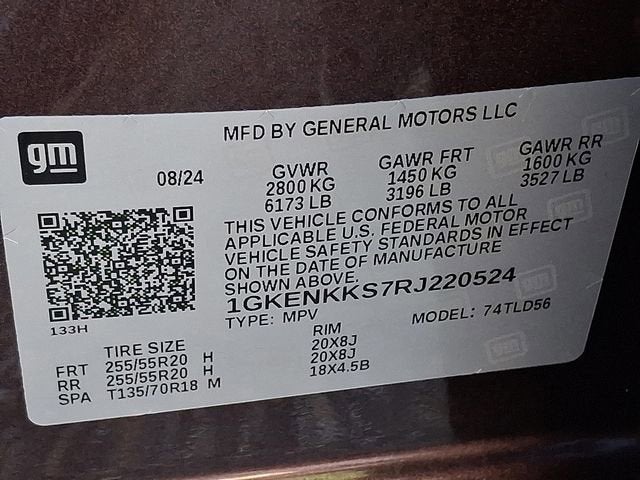 MFD BY GENERAL MOTORS LLC
gm
08/24
GVWR GAWR FRT GAWR RR
2800 KG 1450 KG 1600 KG
6173 LB 3196 LB 3527 LB
THIS VEHICLE CONFORMS TO ALL
APPLICABLE U.S. FEDERAL MOTOR
VEHICLE SAFETY STANDARDS IN EFFECT
ON THE DATE OF MANUFACTURE
SHOWN ABOVE.
1GKENKKS7RJ220524
133H
TYPE: MPV MODEL: 74TLD56
TIRE SIZE RIM
FRT 255/55R20 H 20X8J
RR 255/55R20 H 20X8J
SPA T135/70R18 M 18X4.5B